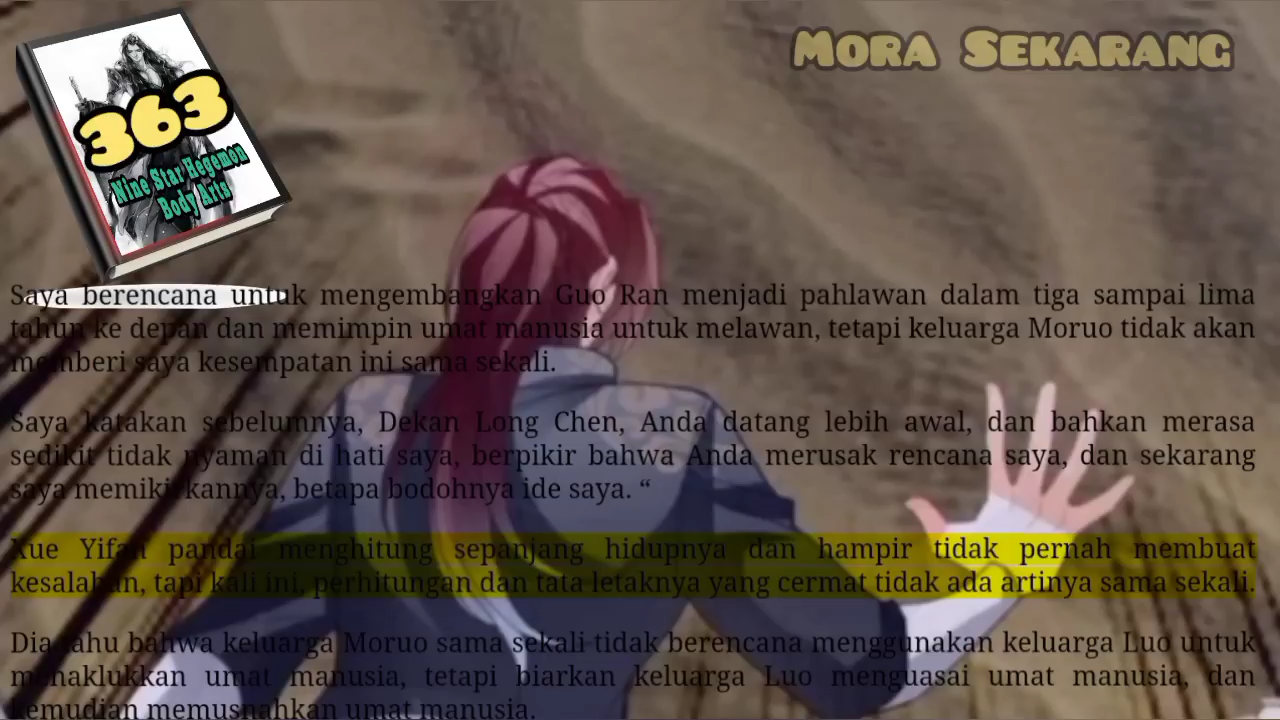 363
Nine Star Hegemon
Body Arts
Mora Sekarang
Saya berencana untuk mengembangkan Guo Ran menjadi pahlawan dalam tiga sampai lima
tahun ke depan dan memimpin umat manusia untuk melawan, tetapi keluarga Moruo tidak akan
memberi saya kesempatan ini sama sekali.
Saya katakan sebelumnya, Dekan Long Chen, Anda datang lebih awal, dan bahkan merasa
sedikit tidak nyaman di hati saya, berpikir bahwa Anda merusak rencana saya, dan sekarang
saya memikirkannya, betapa bodohnya ide saya. “
Xue Yifan pandai menghitung sepanjang hidupnya dan hampir tidak pernah membuat
kesalahan, tapi kali ini, perhitungan dan tata letaknya yang cermat tidak ada artinya sama sekali.
Dia tahu bahwa keluarga Moruo sama sekali tidak berencana menggunakan keluarga Luo untuk
menaklukkan umat manusia, tetapi biarkan keluarga Luo menguasai umat manusia, dan
kemudian memusnahkan umat manusia.